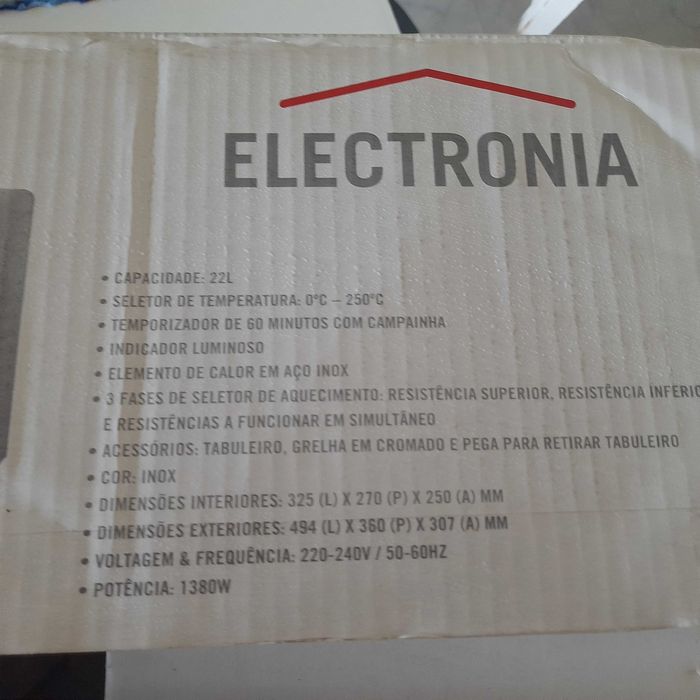 ELECTRONIA
• CAPACIDADE: 22L
• SELETOR DE TEMPERATURA: 0ºC – 250ºC
• TEMPORIZADOR DE 60 MINUTOS COM CAMPAINHA
• INDICADOR LUMINOSO
• ELEMENTO DE CALOR EM AÇO INOX
• 3 FASES DE SELETOR DE AQUECIMENTO: RESISTÊNCIA SUPERIOR, RESISTÊNCIA INFERIO
E RESISTÊNCIAS A FUNCIONAR EM SIMULTÂNEO
• ACESSÓRIOS: TABULEIRO, GRELHA EM CROMADO E PEGA PARA RETIRAR TABULEIRO
• COR: INOX
• DIMENSÕES INTERIORES: 325 (L) X 270 (P) X 250 (A) MM
• DIMENSÕES EXTERIORES: 494 (L) X 360 (P) X 307 (A) MM
• VOLTAGEM & FREQUÊNCIA: 220-240V / 50-60HZ
• POTÊNCIA: 1380W